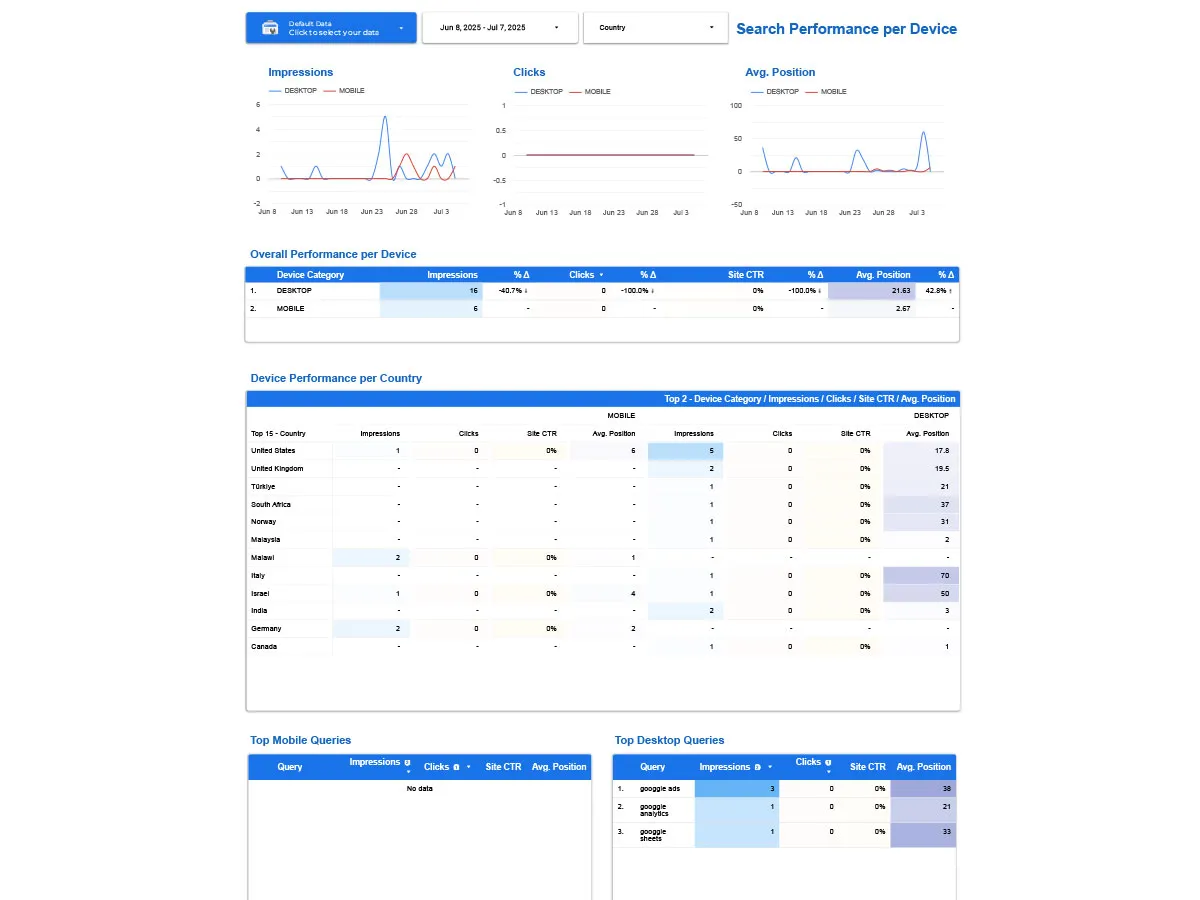 Default Data
Click to select your data
Jun 8, 2025 - Jul 7, 2025
Country
Search Performance per Device
Impressions
DESKTOP MOBILE
6
4
2
0
-2
Jun 8 Jun 13 Jun 18 Jun 23 Jun 28 Jul 3
Clicks
DESKTOP MOBILE
1
0.5
0
-0.5
-1
Jun 8 Jun 13 Jun 18 Jun 23 Jun 28 Jul 3
Avg. Position
DESKTOP MOBILE
100
50
0
-50
Jun 8 Jun 13 Jun 18 Jun 23 Jun 28 Jul 3
Overall Performance per Device
Device Category Impressions % Δ Clicks % Δ Site CTR % Δ Avg. Position % Δ
1. DESKTOP 16 -40.7% 0 -100.0% 0% -100.0% 21.63 42.8%
2. MOBILE 6 - 0 - 0% - 2.67 -
Device Performance per Country
Top 2 - Device Category / Impressions / Clicks / Site CTR / Avg. Position
MOBILE DESKTOP
Top 15 - Country Impressions Clicks Site CTR Avg. Position Impressions Clicks Site CTR Avg. Position
United States 1 0 0% 6 5 0 0% 17.8
United Kingdom - - - - 2 0 0% 19.5
Türkiye - - - - 1 0 0% 21
South Africa - - - - 1 0 0% 37
Norway - - - - 1 0 0% 31
Malaysia - - - - 1 0 0% 2
Malawi 2 0 0% 1 - - - -
Italy - - - - 1 0 0% 70
Israel 1 0 0% 4 1 0 0% 50
India - - - - 2 0 0% 3
Germany 2 0 0% 2 - - - -
Canada - - - - 1 0 0% 1
Top Mobile Queries
Query Impressions Clicks Site CTR Avg. Position
No data
Top Desktop Queries
Query Impressions Clicks Site CTR Avg. Position
1. googgle ads 3 0 0% 38
2. googgle analytics 1 0 0% 21
3. googgle sheets 1 0 0% 33